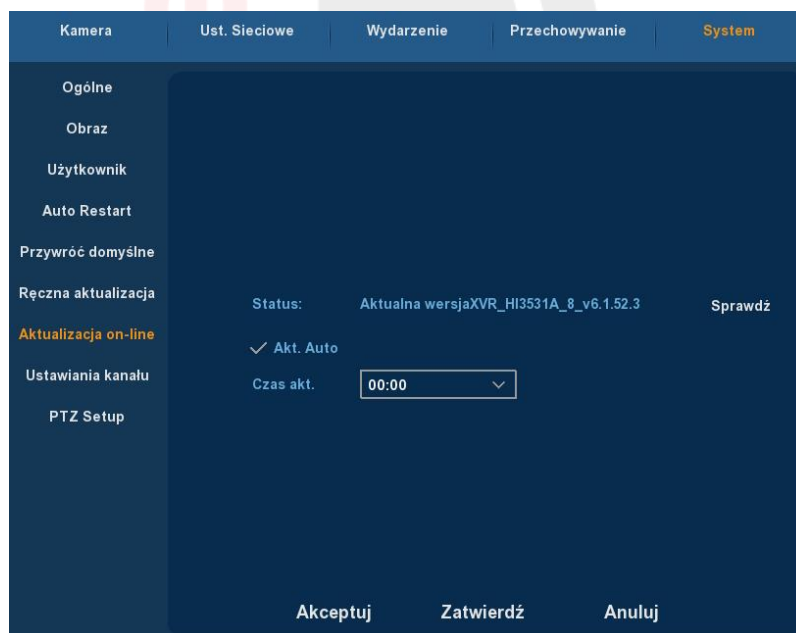 Kamera Ust. Sieciowe Wydarzenie Przechowywanie System
Ogólne
Obraz
Użytkownik
Auto Restart
Przywróć domyślne
Ręczna aktualizacja
Aktualizacja on-line
Ustawiania kanału
PTZ Setup
Status: Aktualna wersjaXVR_HI3531A_8_v6.1.52.3 Sprawdź
Akt. Auto
Czas akt. 00:00
Akceptuj Zatwierdź Anuluj